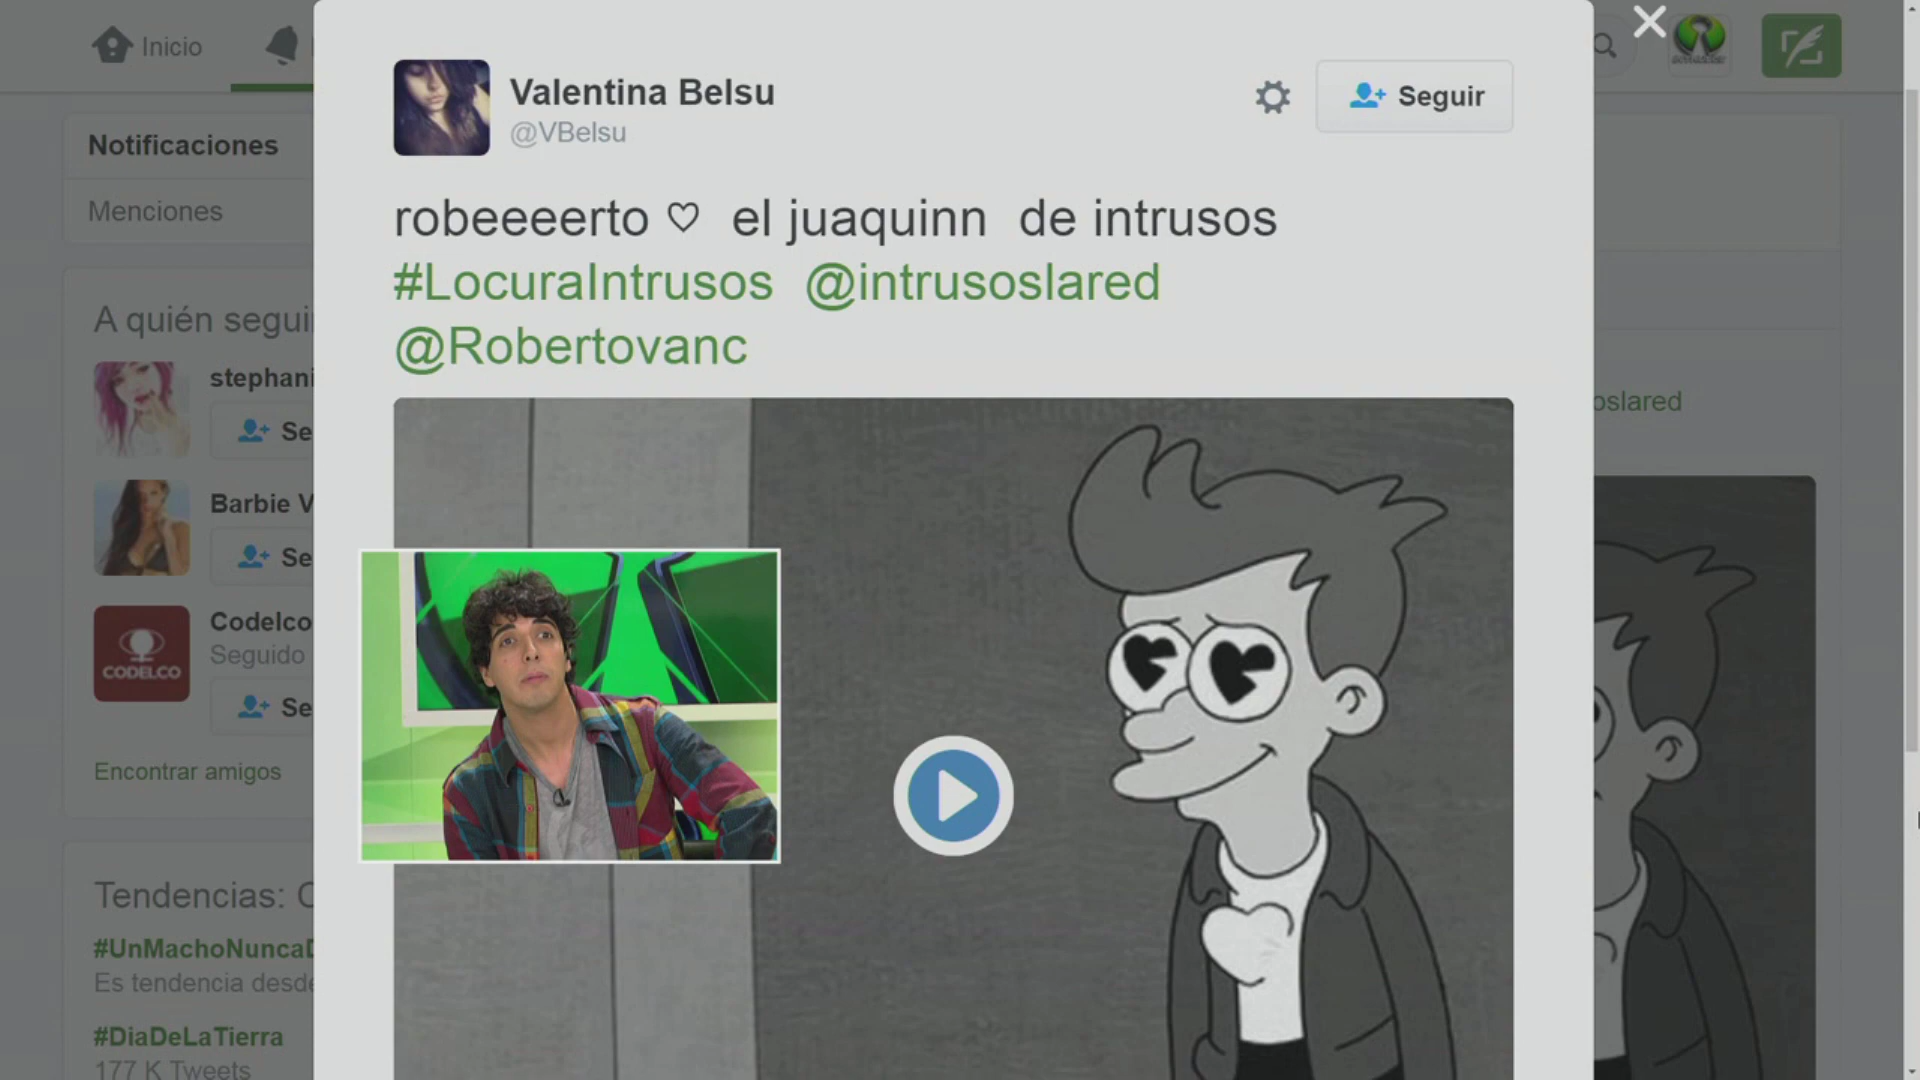 Inicio
Notificaciones
Menciones
A quién seguir
stephani
Se
Barbie V
Se
CODELCO
Codelco
Seguido
Se
Encontrar amigos
Tendencias: C
#UnMachoNuncaD
Es tendencia desde
#DiaDeLaTierra
177 K Tweets
Valentina Belsu
@VBelsu
Seguir
robeeeerto ♡ el juaquinn de intrusos
#LocuraIntrusos @intrusoslared
@Robertovanc
oslared